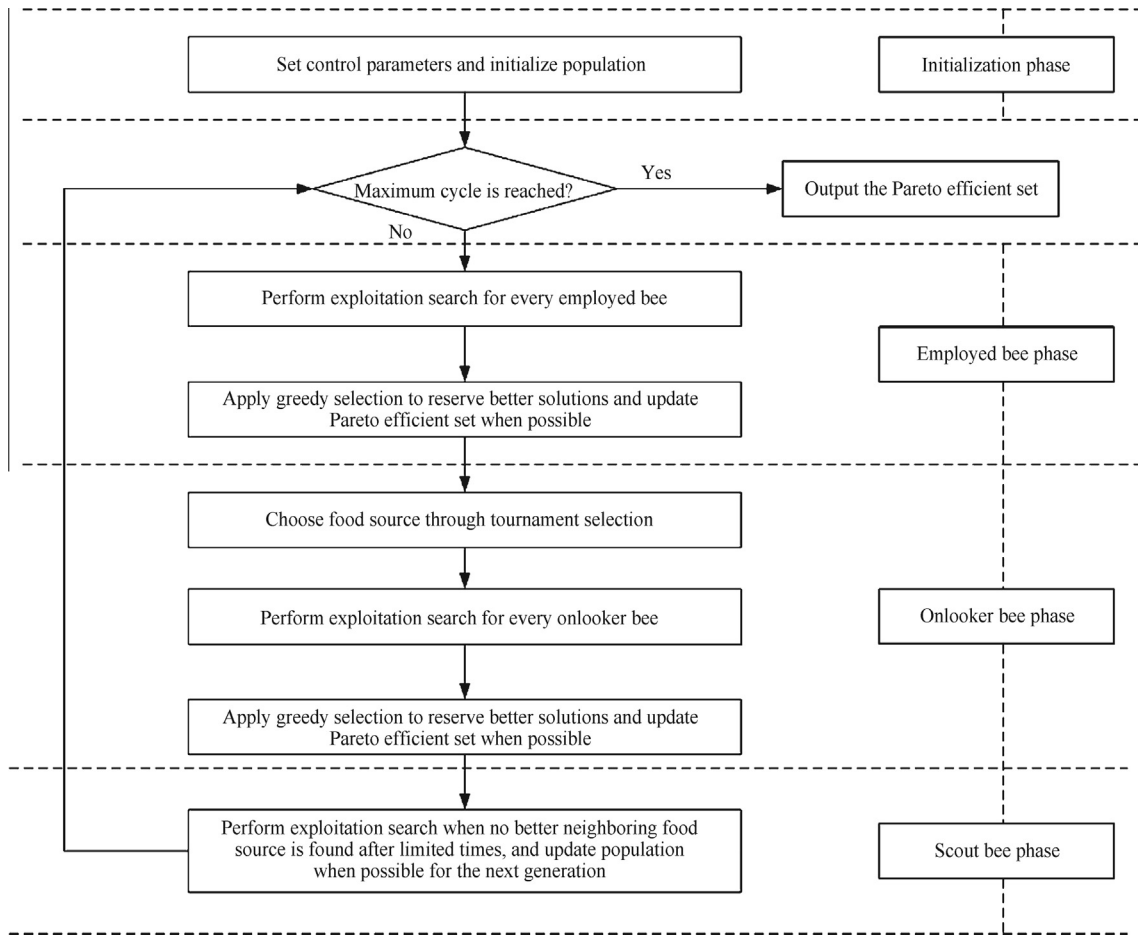 Set control parameters and initialize population
Initialization phase
Maximum cycle is reached?
Yes
Output the Pareto efficient set
No
Perform exploitation search for every employed bee
Employed bee phase
Apply greedy selection to reserve better solutions and update
Pareto efficient set when possible
Choose food source through tournament selection
Perform exploitation search for every onlooker bee
Onlooker bee phase
Apply greedy selection to reserve better solutions and update
Pareto efficient set when possible
Perform exploitation search when no better neighboring food
source is found after limited times, and update population
when possible for the next generation
Scout bee phase